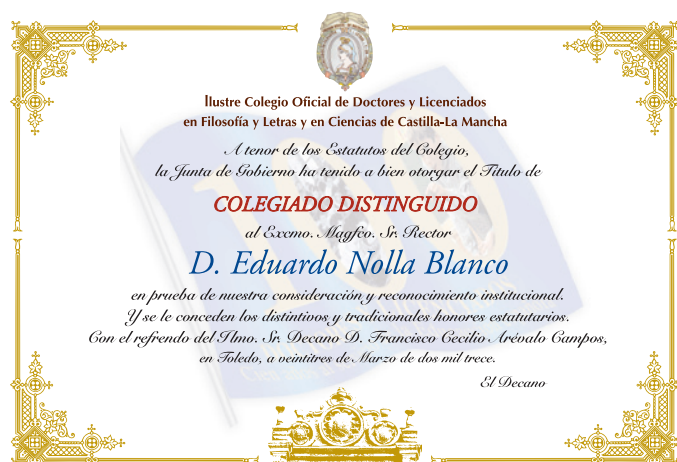 Ilustre Colegio Oficial de Doctores y Licenciados
en Filosofía y Letras y en Ciencias de Castilla-La Mancha
A tenor de los Estatutos del Colegio,
la Junta de Gobierno ha tenido a bien otorgar el Título de
COLEGIADO DISTINGUIDO
al Excmo. Magfco. Sr. Rector
D. Eduardo Nolla Blanco
en prueba de nuestra consideración y reconocimiento institucional.
Y se le conceden los distintivos y tradicionales honores estatutarios.
Con el refrendo del Ilmo. Sr. Decano D. Francisco Cecilio Arévalo Campos,
en Toledo, a veintitres de Marzo de dos mil trece.
El Decano